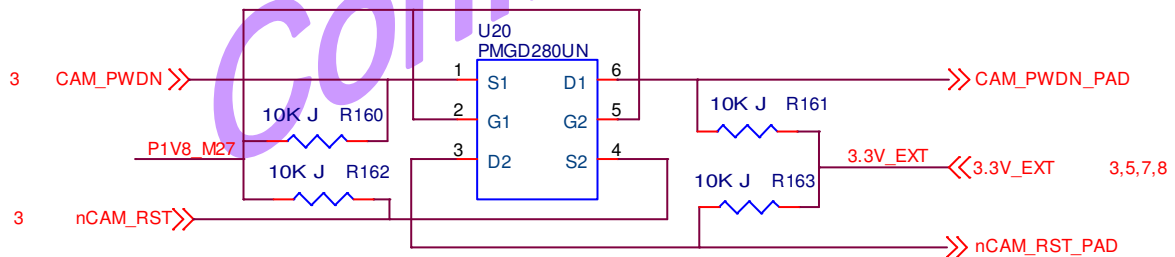 U20
PMGD280UN
3 CAM_PWDN 1 S1 D1 6 CAM_PWDN_PAD
10K J R160 2 G1 G2 5 10K J R161
P1V8_M27 3 D2 S2 4 3.3V_EXT 3.3V_EXT 3,5,7,8
10K J R162 10K J R163
3 nCAM_RST nCAM_RST_PAD